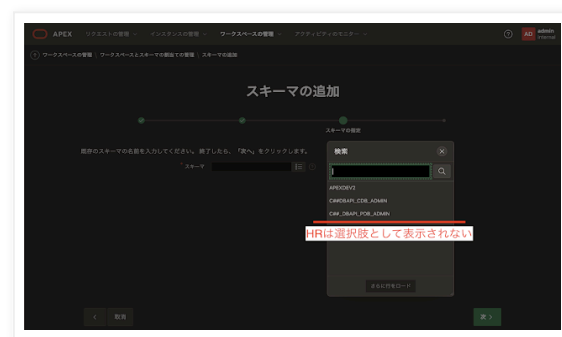 APEX リクエストの管理 インスタンスの管理 ワークスペースの管理 アクティビティのモニター AD admin internal
ワークスペースの管理 \ ワークスペースとスキーマの割当ての管理 \ スキーマの追加
スキーマの追加
スキーマの指定
既存のスキーマの名前を入力してください。終了したら、「次へ」をクリックします。
* スキーマ
検索
APEXDEV1
C##DBAPI_CDB_ADMIN
C##_DBAPI_PDB_ADMIN
HRは選択肢として表示されない
さらに行をロード
取消
次